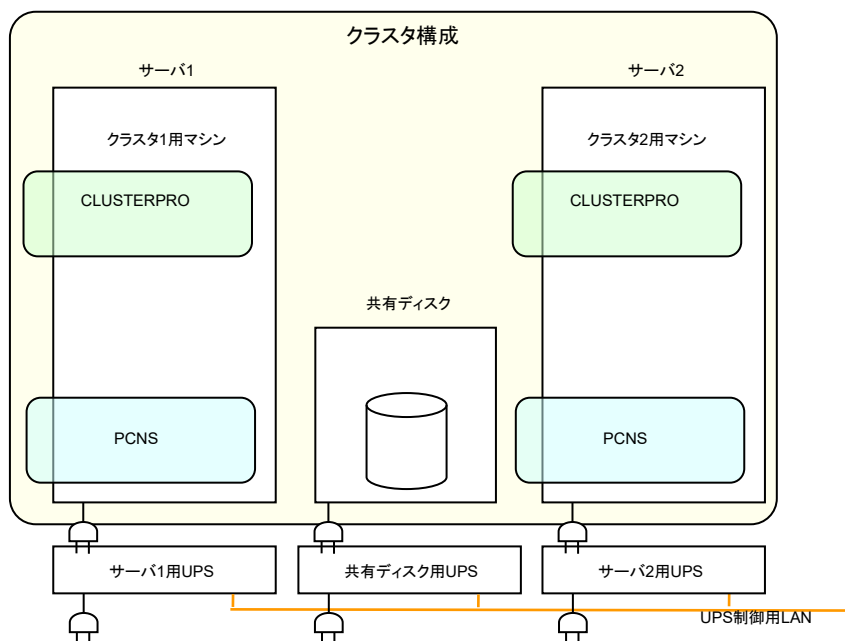 クラスタ構成
サーバ1
サーバ2
クラスタ1用マシン
クラスタ2用マシン
CLUSTERPRO
CLUSTERPRO
共有ディスク
PCNS
PCNS
サーバ1用UPS
共有ディスク用UPS
サーバ2用UPS
UPS制御用LAN